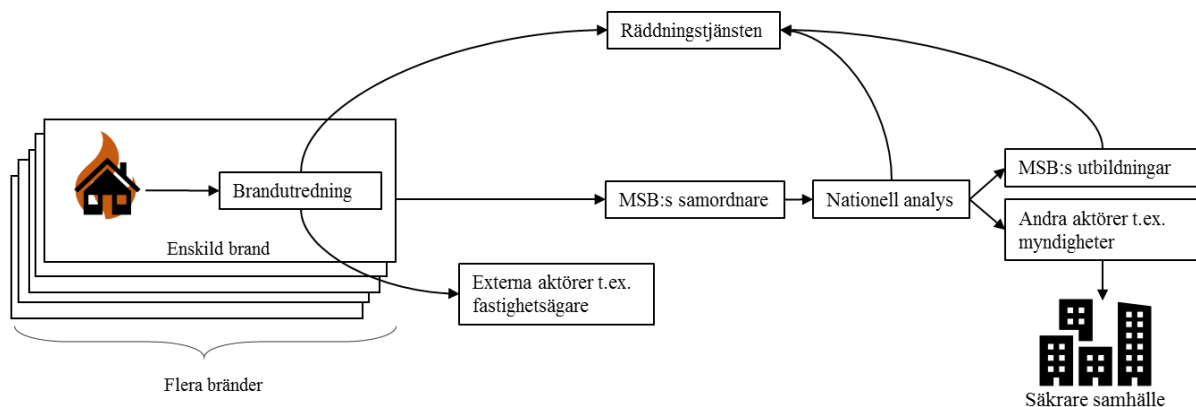 Räddningstjänsten
Brandutredning
Enskild brand
Flera bränder
Externa aktörer t.ex.
fastighetsägare
MSB:s samordnare
Nationell analys
MSB:s utbildningar
Andra aktörer t.ex.
myndigheter
Säkrare samhälle